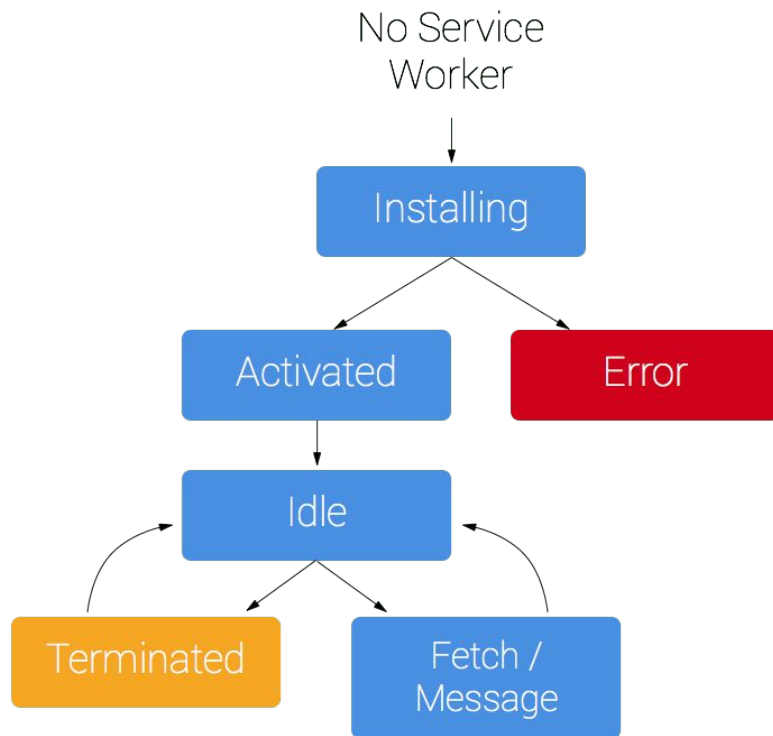 No Service
Worker
Installing
Activated
Error
Idle
Terminated
Fetch /
Message